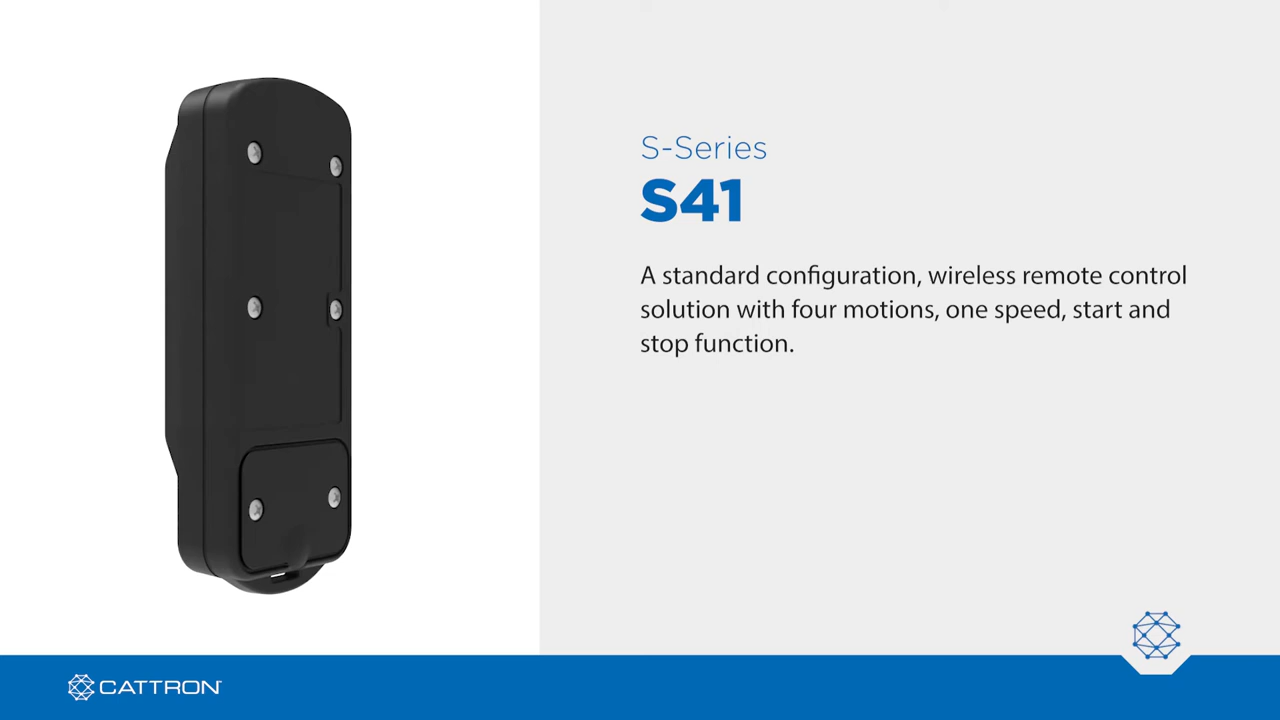 S-Series
S41
A standard configuration, wireless remote control
solution with four motions, one speed, start and
stop function.
CATTRON